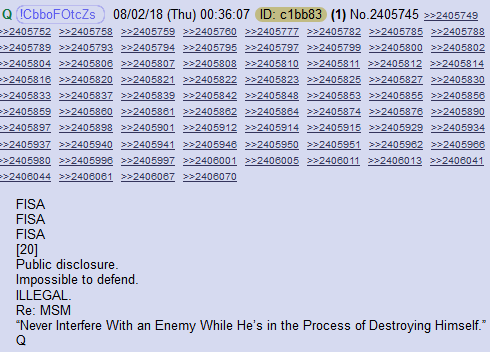 Q !CbboFOtcZs 08/02/18 (Thu) 00:36:07 ID: c1bb83 (1) No.2405745 >>2405749
>>2405752 >>2405758 >>2405759 >>2405760 >>2405777 >>2405782 >>2405785 >>2405788
>>2405789 >>2405793 >>2405794 >>2405795 >>2405797 >>2405799 >>2405800 >>2405802
>>2405804 >>2405806 >>2405807 >>2405808 >>2405810 >>2405811 >>2405812 >>2405814
>>2405816 >>2405820 >>2405821 >>2405822 >>2405823 >>2405825 >>2405827 >>2405830
>>2405833 >>2405837 >>2405839 >>2405842 >>2405848 >>2405853 >>2405855 >>2405856
>>2405859 >>2405860 >>2405861 >>2405862 >>2405864 >>2405874 >>2405876 >>2405890
>>2405897 >>2405898 >>2405901 >>2405912 >>2405914 >>2405915 >>2405929 >>2405934
>>2405937 >>2405940 >>2405941 >>2405946 >>2405950 >>2405951 >>2405962 >>2405966
>>2405980 >>2405996 >>2405997 >>2406001 >>2406005 >>2406011 >>2406013 >>2406041
>>2406044 >>2406061 >>2406067 >>2406070
FISA
FISA
FISA
[20]
Public disclosure.
Impossible to defend.
ILLEGAL.
Re: MSM
“Never Interfere With an Enemy While He’s in the Process of Destroying Himself.”
Q